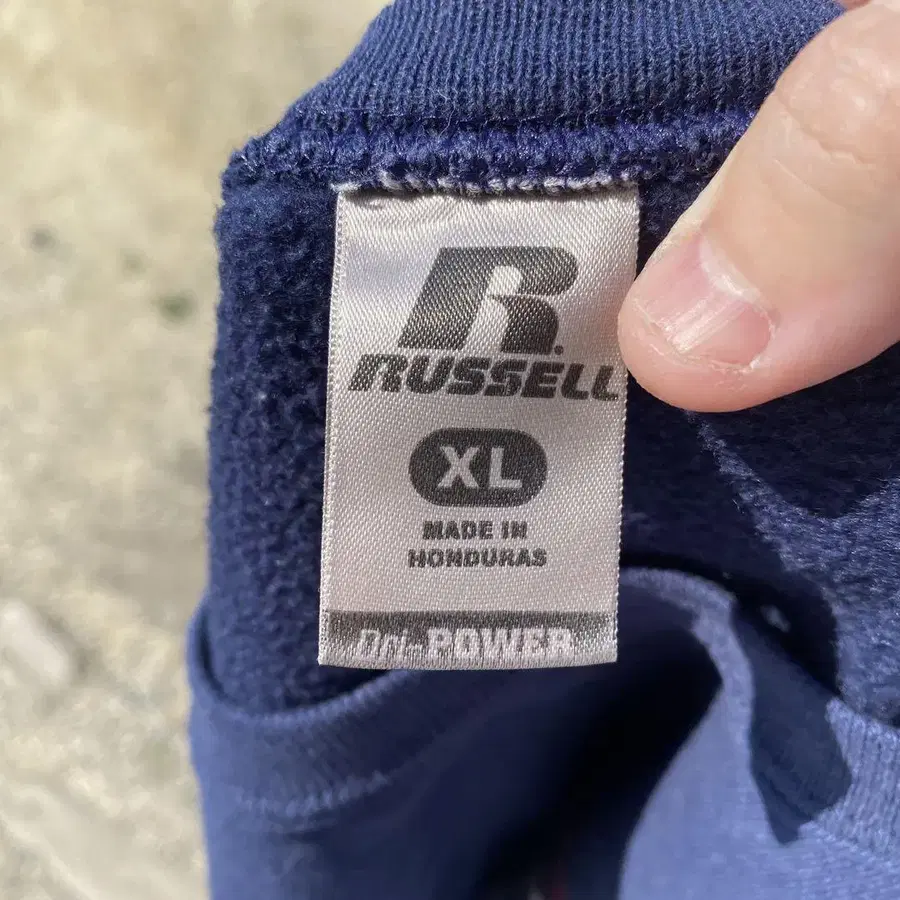 R
RUSSELL
XL
MADE IN
HONDURAS
Dri-POWER